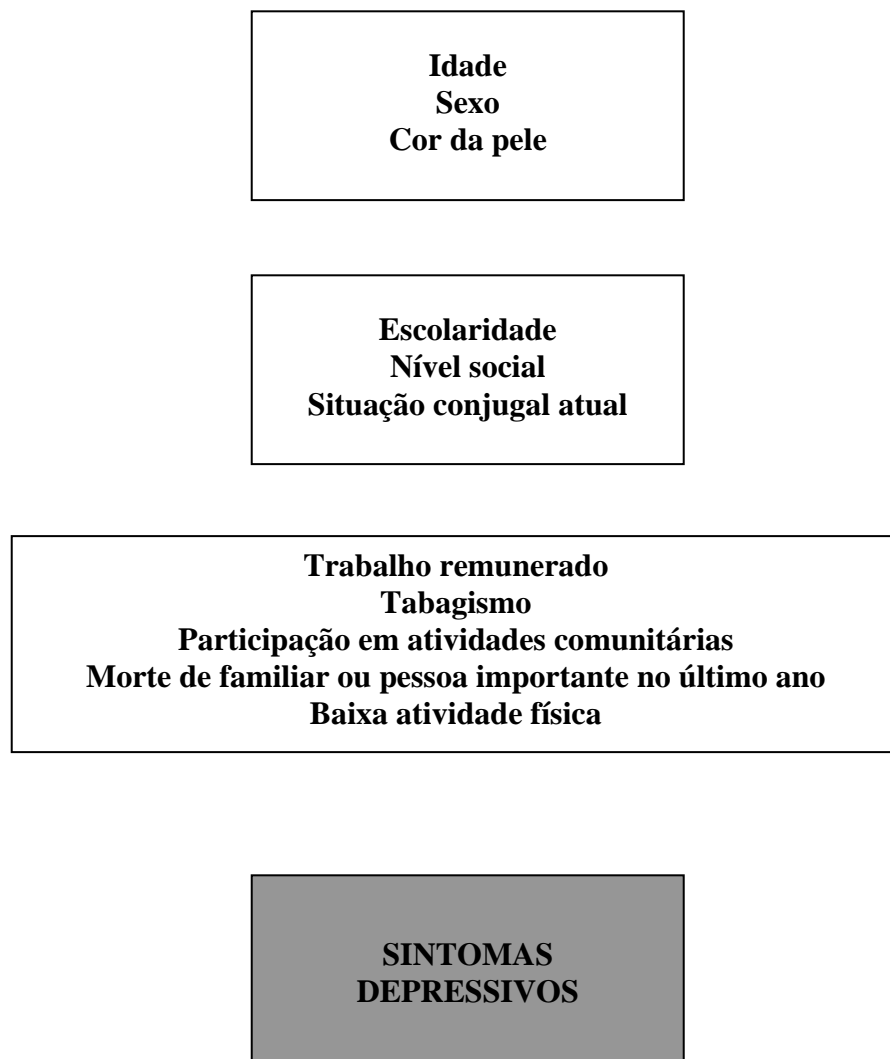 Idade
Sexo
Cor da pele
Escolaridade
Nível social
Situação conjugal atual
Trabalho remunerado
Tabagismo
Participação em atividades comunitárias
Morte de familiar ou pessoa importante no último ano
Baixa atividade física
SINTOMAS
DEPRESSIVOS